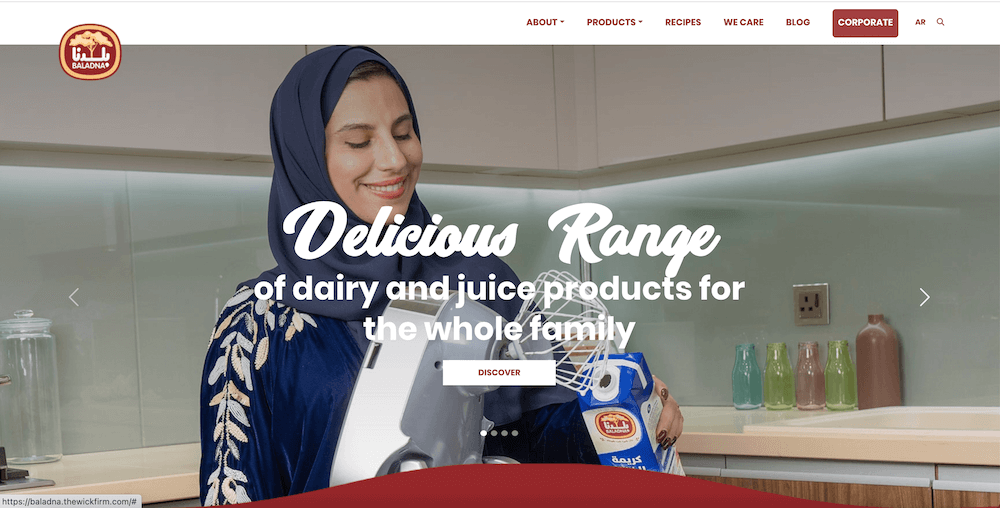 ABOUT PRODUCTS RECIPES WE CARE BLOG CORPORATE AR
بلدنا
BALADNA
Delicious Range
of dairy and juice products for
the whole family
DISCOVER
بلدنا
BALADNA
كريمة
https://baladna.thewickfirm.com/#